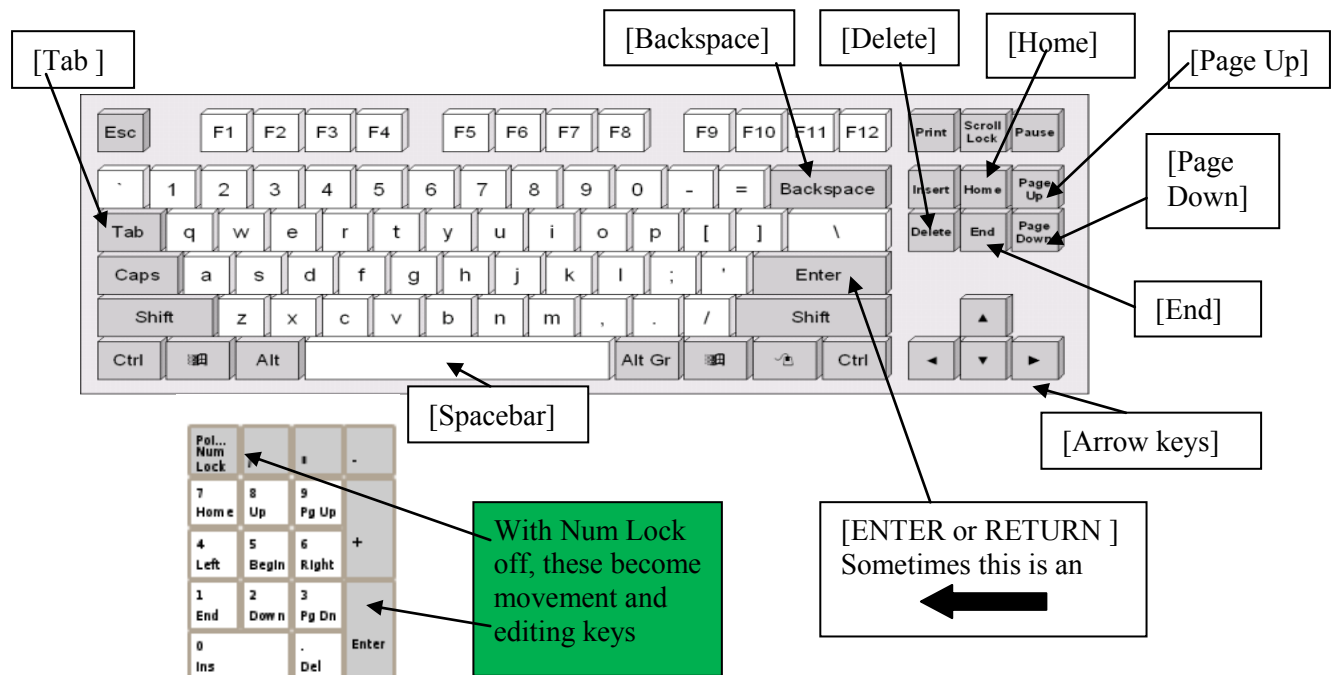 [Tab ]
[Backspace]
[Delete]
[Home]
[Page Up]
Esc F1 F2 F3 F4 F5 F6 F7 F8 F9 F10 F11 F12 Print Scroll Lock Pause
` 1 2 3 4 5 6 7 8 9 0 - = Backspace Insert Home Page Up
[Page
Down]
Tab q w e r t y u i o p [ ] \ Delete End Page Down
Caps a s d f g h j k l ; ' Enter
Shift z x c v b n m , . / Shift
[End]
Ctrl Alt Alt Gr Ctrl
[Spacebar]
[Arrow keys]
Pol...
Num
Lock / * -
7 8 9
Home Up Pg Up
4 5 6 +
Left Begin Right
1 2 3
End Down Pg Dn
0 . Enter
Ins Del
With Num Lock
off, these become
movement and
editing keys
[ENTER or RETURN ]
Sometimes this is an